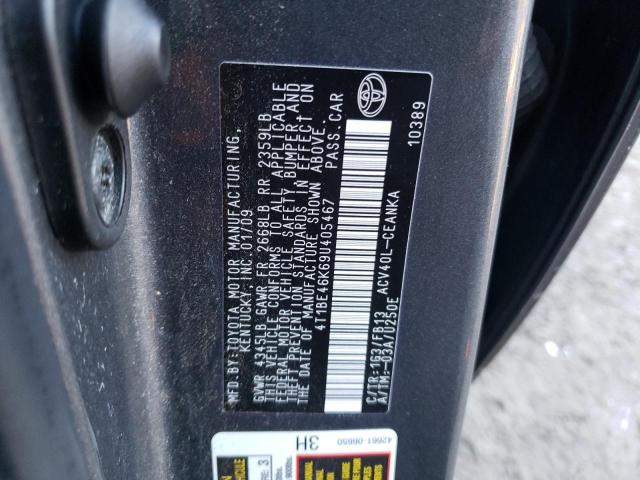 MFD.BY:TOYOTA MOTOR MANUFACTURING,
KENTUCKY, INC. 01/09
GVWR 4345LB GAWR FR 2668LB RR 2359LB
THIS VEHICLE CONFORMS TO ALL APPLICABLE
FEDERAL MOTOR VEHICLE SAFETY BUMPER, AND
THEFT PREVENTION STANDARDS IN EFFECT ON
THE DATE OF MANUFACTURE SHOWN ABOVE.
4T1BE46K69U405467 PASS.CAR
C/TR:1G3/FB13 ACV40L-CEANKA
A/TM:-03A/U250E
10389
3H
42661-06650